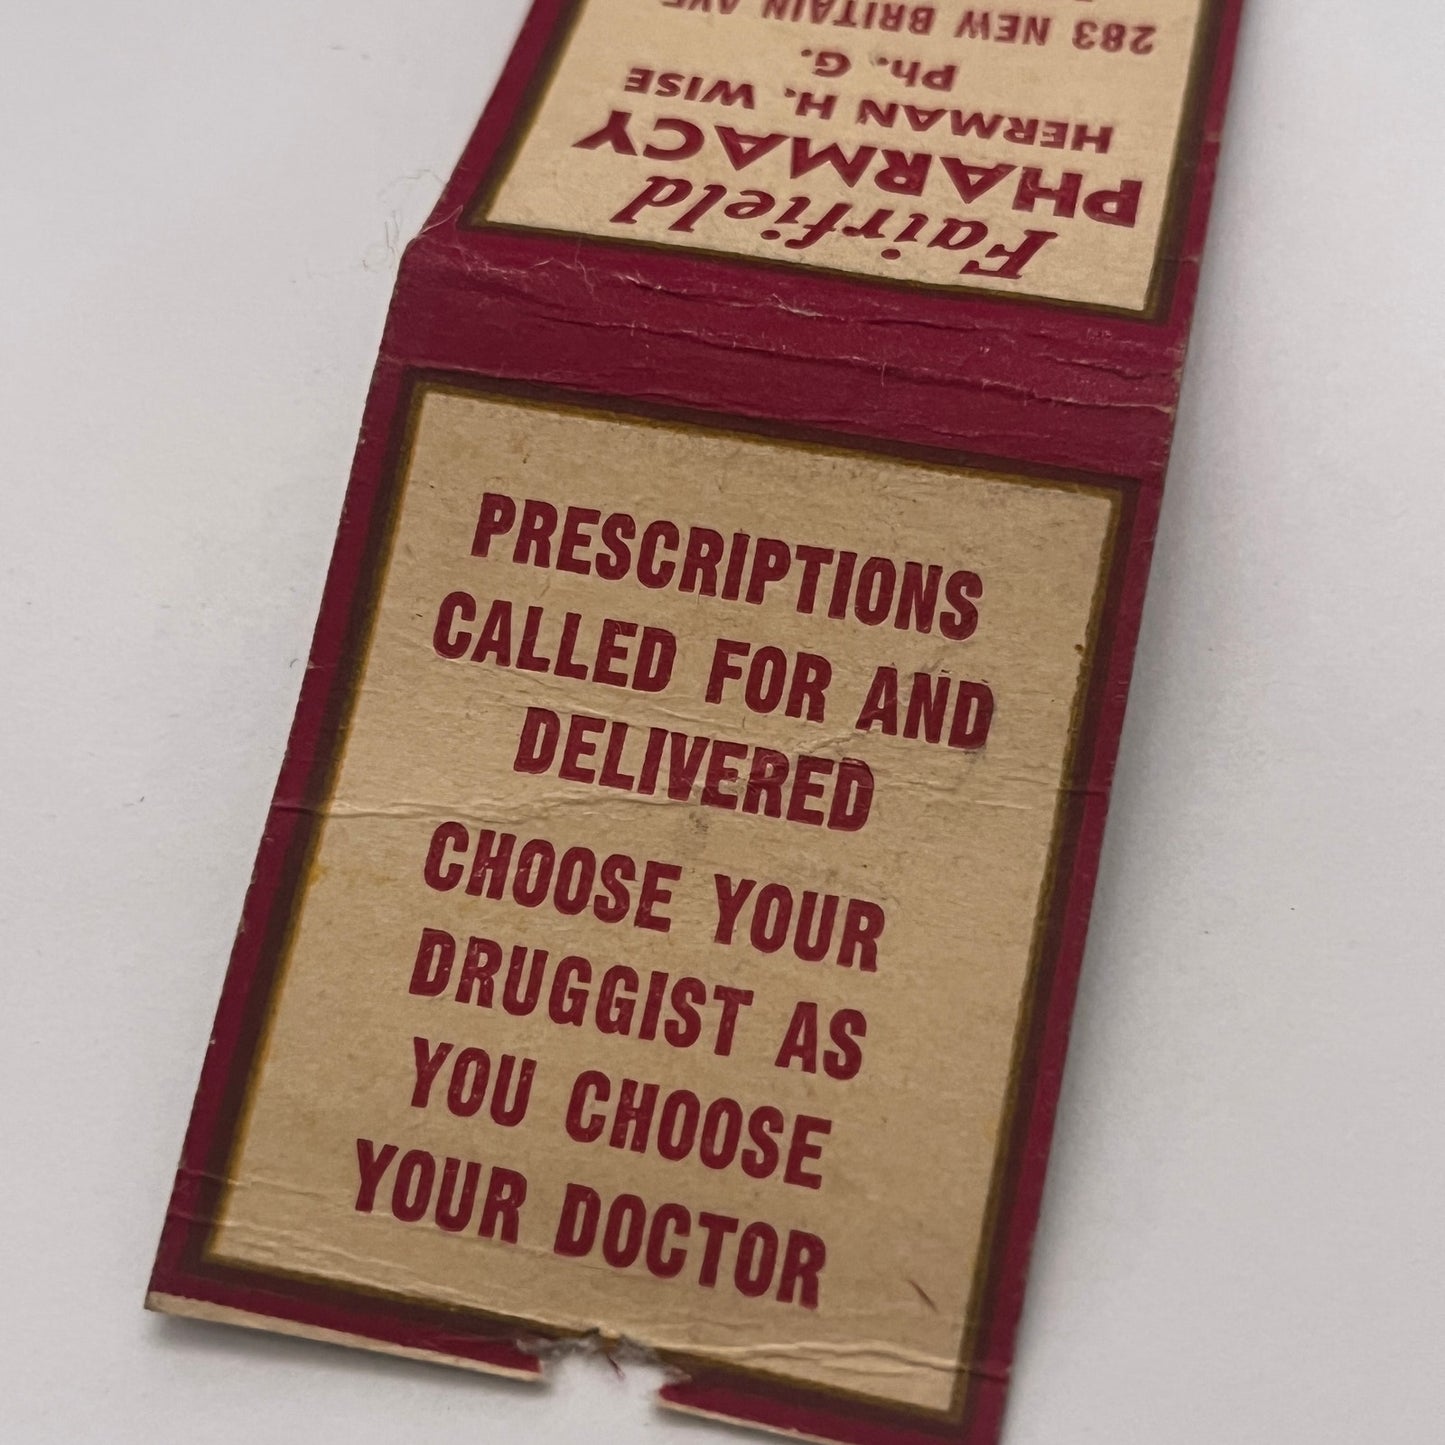 Fairfield
PHARMACY
HERMAN H. WISE
Ph. G.
283 NEW BRITAIN AVE
PRESCRIPTIONS
CALLED FOR AND
DELIVERED
CHOOSE YOUR
DRUGGIST AS
YOU CHOOSE
YOUR DOCTOR